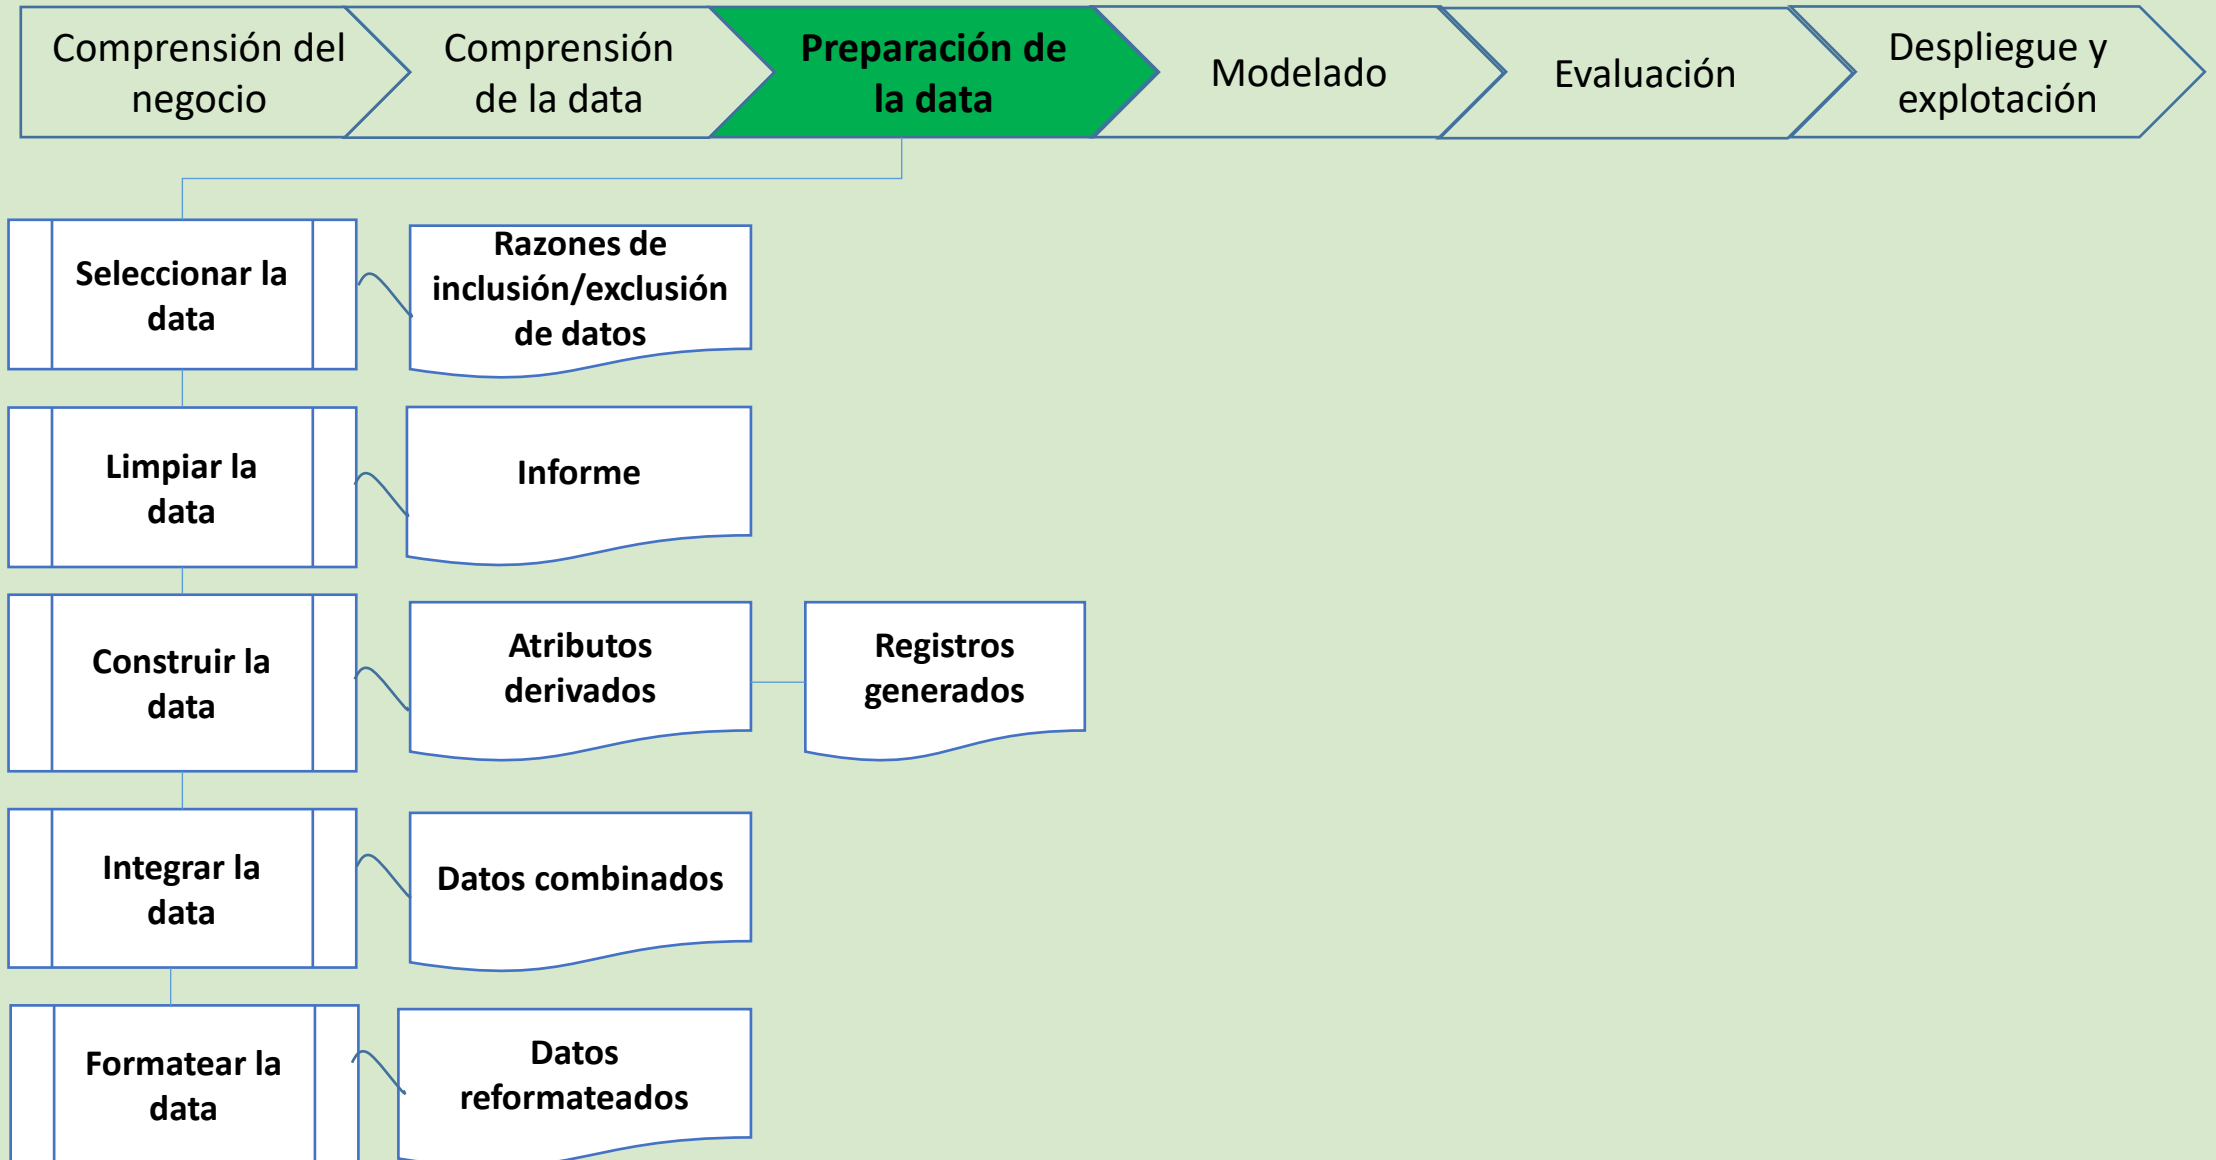 Comprensión del
negocio
Comprensión
de la data
Preparación de
la data
Modelado
Evaluación
Despliegue y
explotación
Seleccionar la
data
Razones de
inclusión/exclusión
de datos
Limpiar la
data
Informe
Construir la
data
Atributos
derivados
Registros
generados
Integrar la
data
Datos combinados
Formatear la
data
Datos
reformateados